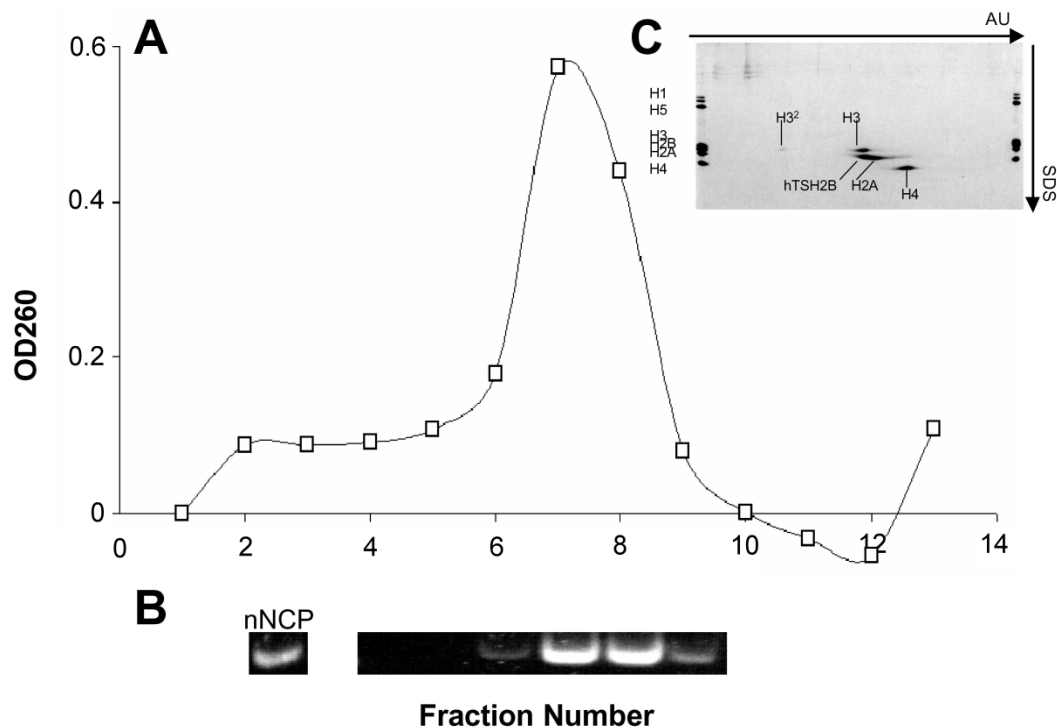 A
C
AU
SDS
H1
H5
H3
H2B
H2A
H4
H3²
H3
hTSH2B
H2A
H4
OD260
0.6
0.4
0.2
0
0 2 4 6 8 10 12 14
B
nNCP
Fraction Number